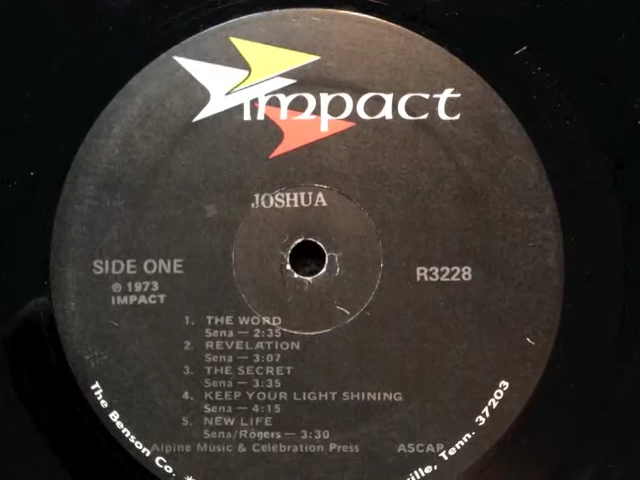 impact
JOSHUA
SIDE ONE
℗ 1973
IMPACT
R3228
1. THE WORD
Sena — 2:35
2. REVELATION
Sena — 3:07
3. THE SECRET
Sena — 3:35
4. KEEP YOUR LIGHT SHINING
Sena — 4:15
5. NEW LIFE
Sena/Rogers — 3:30
Alpine Music & Celebration Press ASCAP
The Benson Co. ville, Tenn. 37203